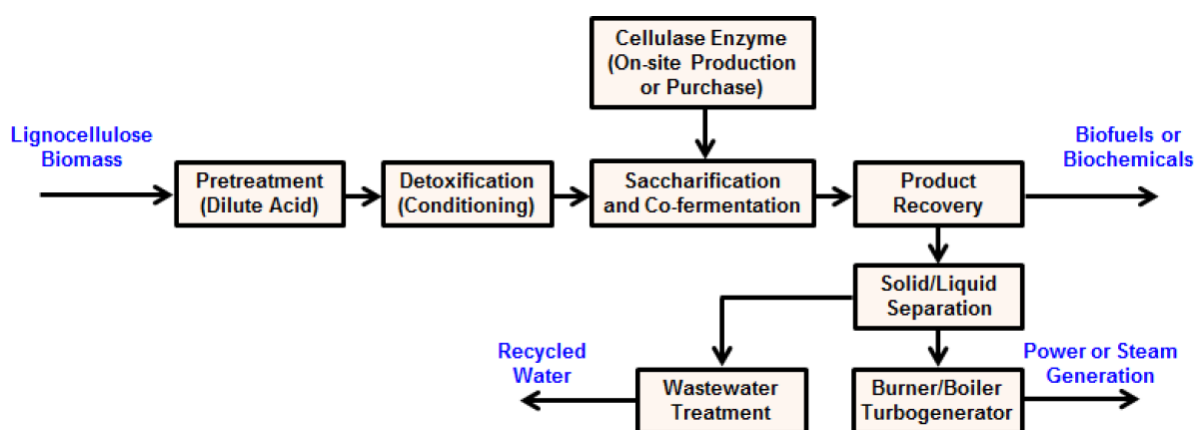 Cellulase Enzyme
(On-site Production
or Purchase)
Lignocellulose
Biomass
Pretreatment
(Dilute Acid)
Detoxification
(Conditioning)
Saccharification
and Co-fermentation
Product
Recovery
Biofuels or
Biochemicals
Solid/Liquid
Separation
Recycled
Water
Wastewater
Treatment
Burner/Boiler
Turbogenerator
Power or Steam
Generation